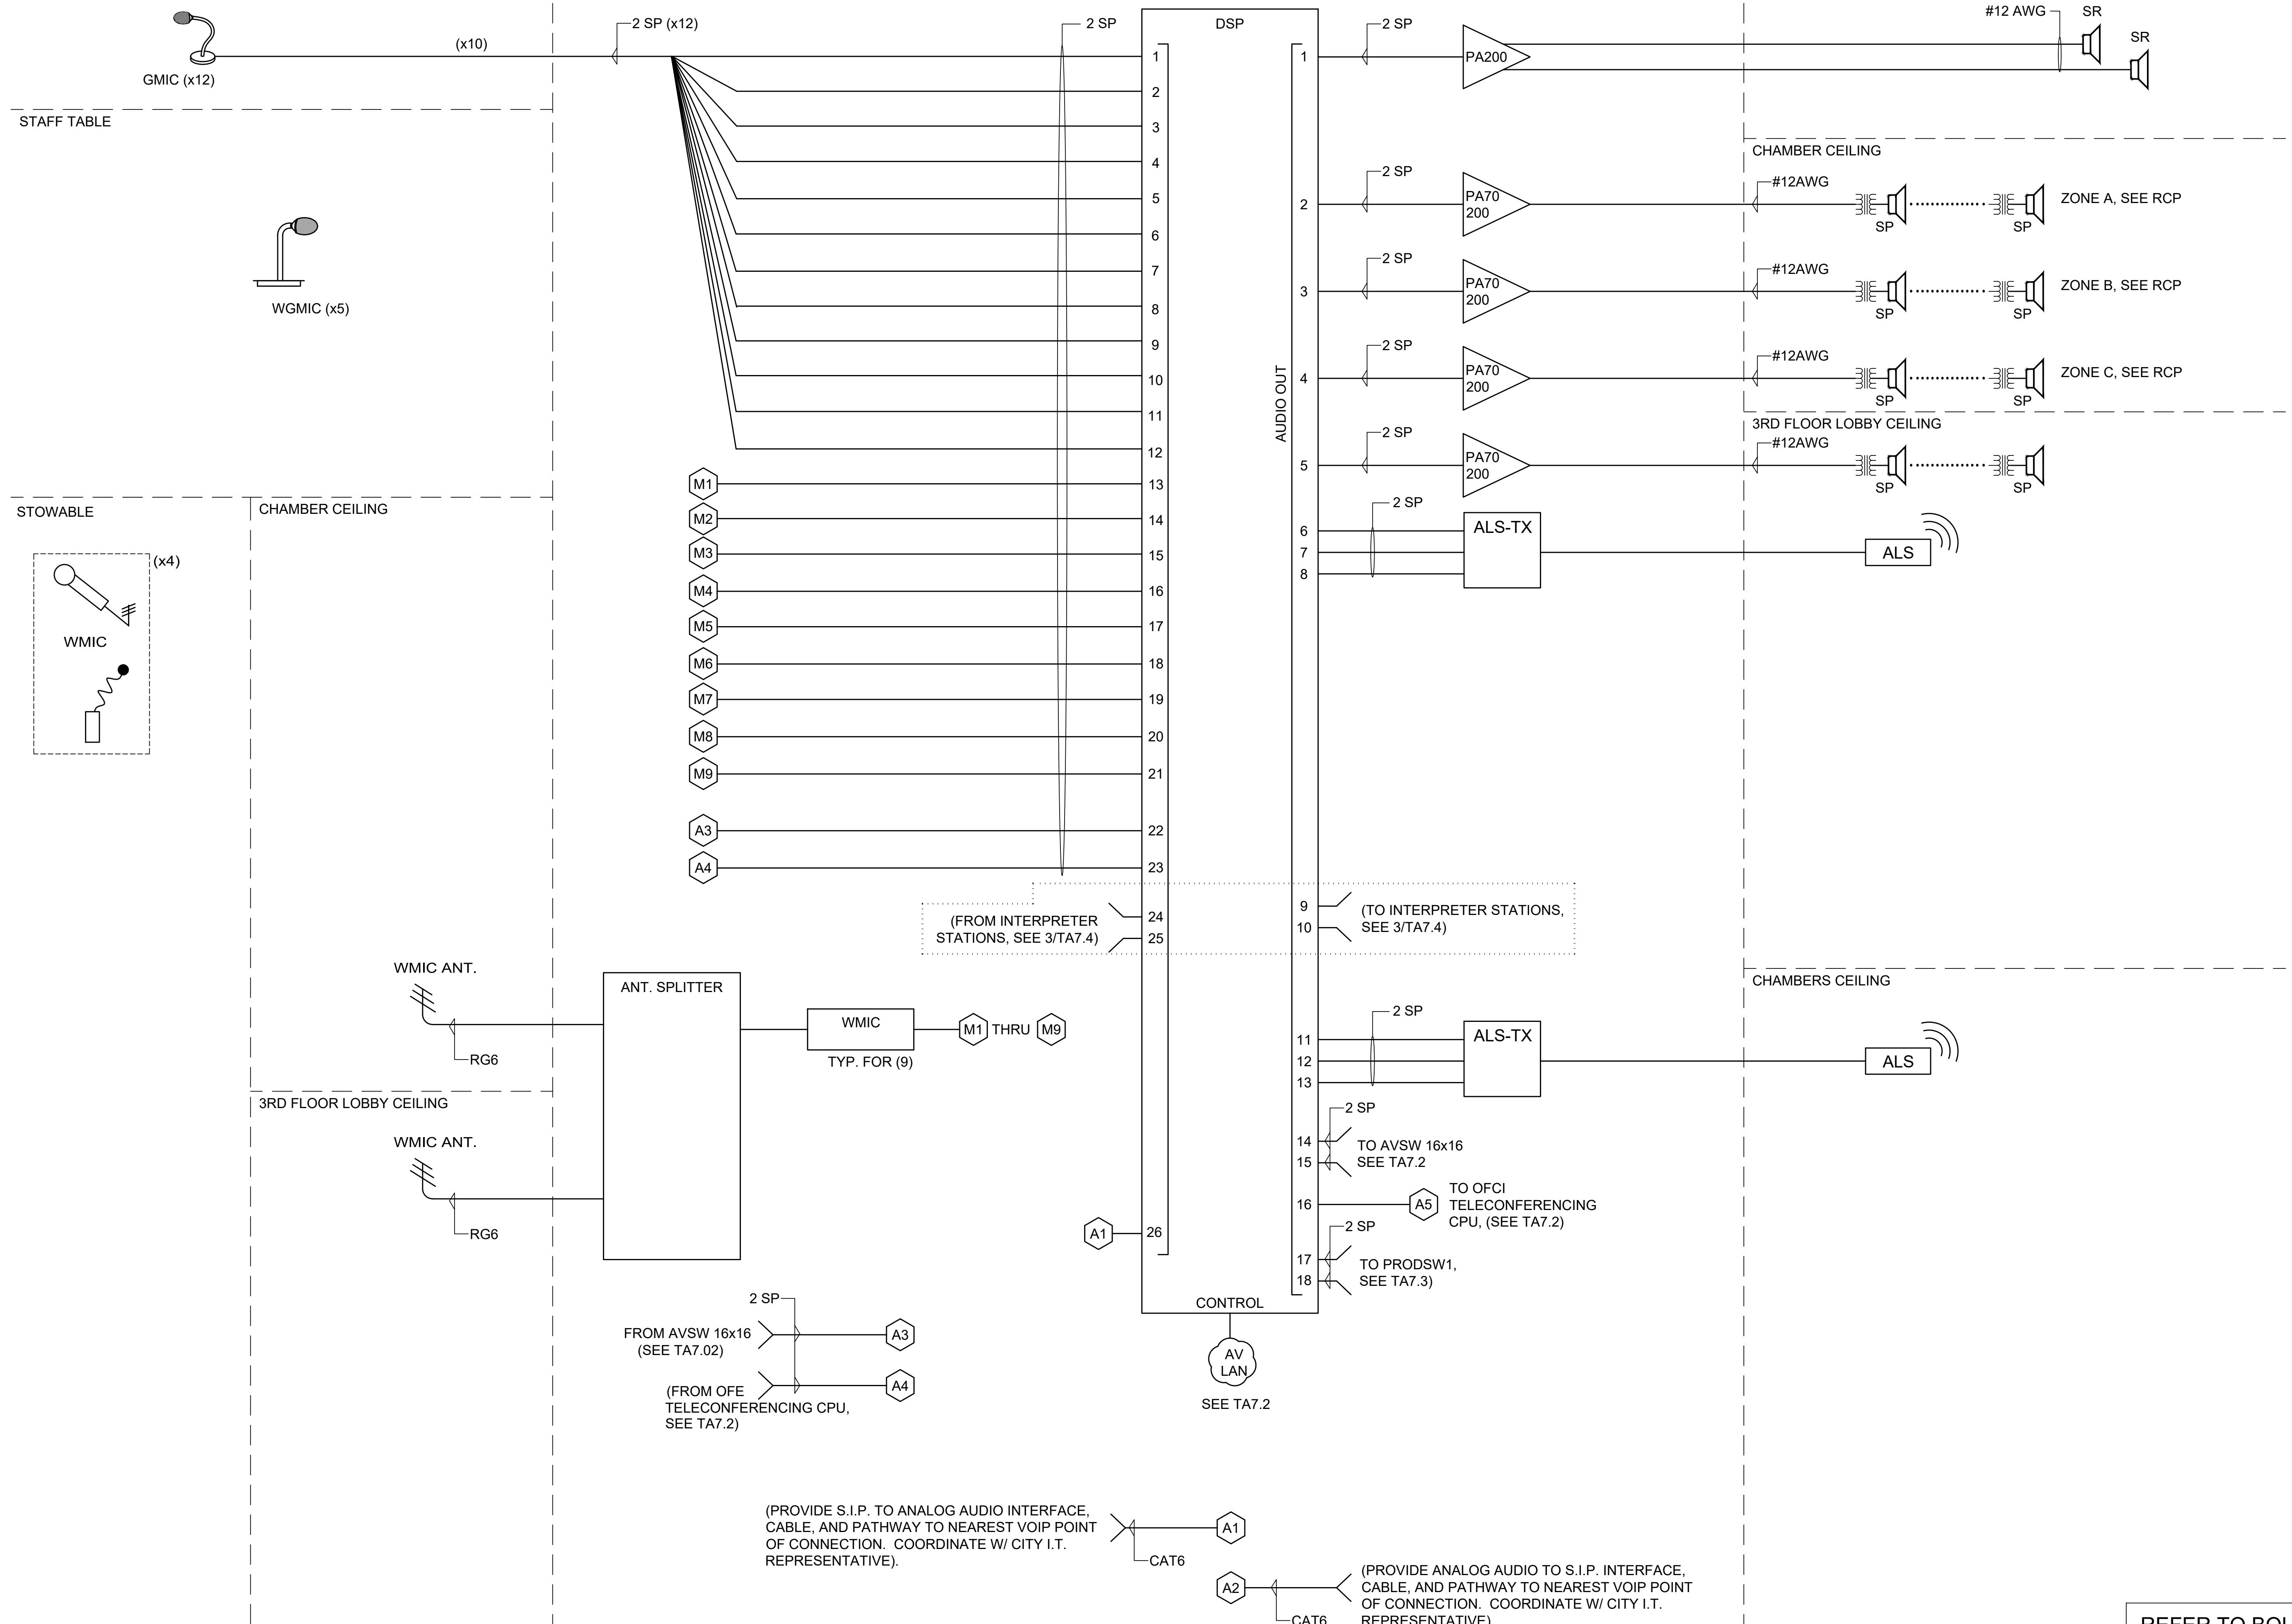 2 SP (x12)
2 SP
DSP
2 SP
#12 AWG
SR
SR
(x10)
GMIC (x12)
1
2
3
4
5
6
7
8
9
10
11
12
13
14
15
16
17
18
19
20
21
22
23
24
25
26
1
PA200
STAFF TABLE
WGMIC (x5)
CHAMBER CEILING
2 SP
2
PA70
200
#12AWG
SP
SP
ZONE A, SEE RCP
2 SP
3
PA70
200
#12AWG
SP
SP
ZONE B, SEE RCP
2 SP
4
PA70
200
#12AWG
SP
SP
ZONE C, SEE RCP
AUDIO OUT
3RD FLOOR LOBBY CEILING
2 SP
5
PA70
200
#12AWG
SP
SP
STOWABLE
CHAMBER CEILING
(x4)
WMIC
M1
M2
M3
M4
M5
M6
M7
M8
M9
A3
A4
2 SP
6
7
8
ALS-TX
ALS
(FROM INTERPRETER
STATIONS, SEE 3/TA7.4)
9
10
(TO INTERPRETER STATIONS,
SEE 3/TA7.4)
WMIC ANT.
RG6
ANT. SPLITTER
WMIC
TYP. FOR (9)
M1 THRU M9
CHAMBERS CEILING
2 SP
11
12
13
ALS-TX
ALS
3RD FLOOR LOBBY CEILING
WMIC ANT.
RG6
2 SP
14
15
TO AVSW 16x16
SEE TA7.2
16
A5
TO OFCI
TELECONFERENCING
CPU, (SEE TA7.2)
A1
2 SP
17
18
TO PRODSW1,
SEE TA7.3)
CONTROL
2 SP
FROM AVSW 16x16
(SEE TA7.02)
A3
(FROM OFE
TELECONFERENCING CPU,
SEE TA7.2)
A4
AV
LAN
SEE TA7.2
(PROVIDE S.I.P. TO ANALOG AUDIO INTERFACE,
CABLE, AND PATHWAY TO NEAREST VOIP POINT
OF CONNECTION. COORDINATE W/ CITY I.T.
REPRESENTATIVE).
CAT6
A1
A2
CAT6
(PROVIDE ANALOG AUDIO TO S.I.P. INTERFACE,
CABLE, AND PATHWAY TO NEAREST VOIP POINT
OF CONNECTION. COORDINATE W/ CITY I.T.
REPRESENTATIVE)
REFER TO